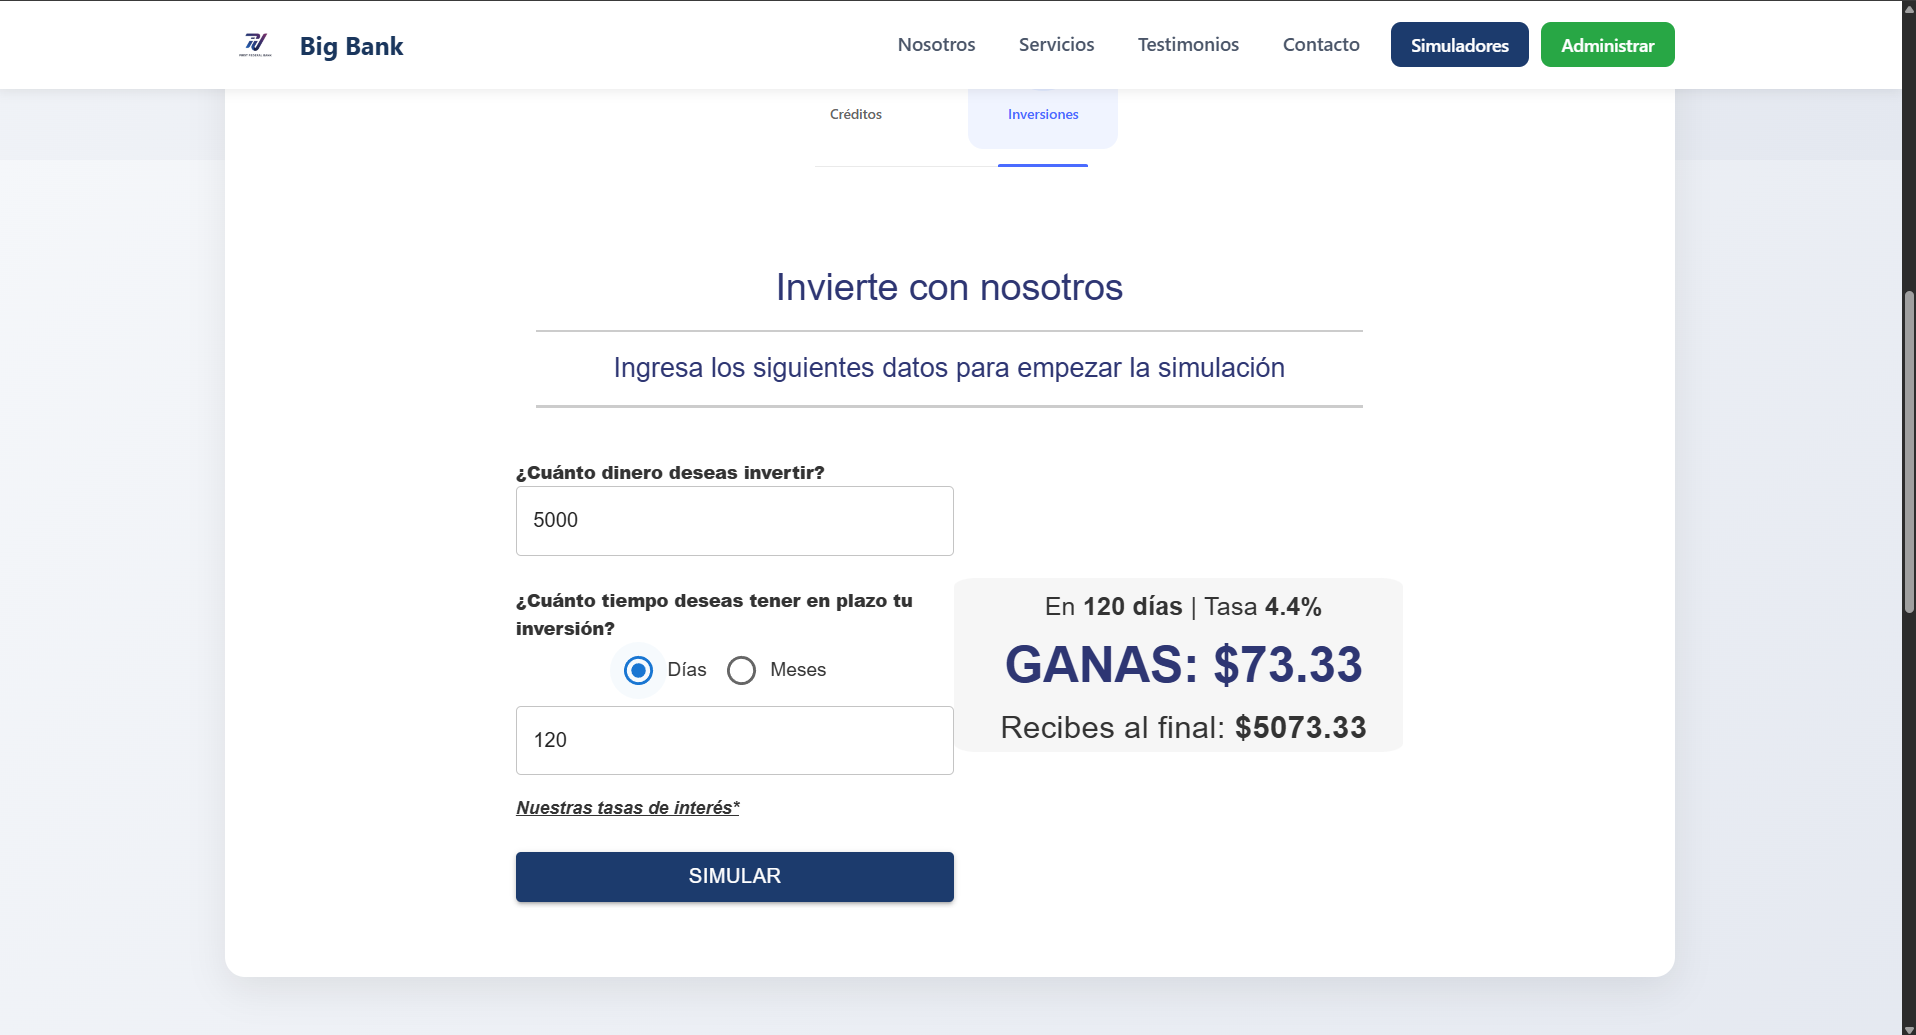 Big Bank
Nosotros
Servicios
Testimonios
Contacto
Simuladores
Administrar
Créditos
Inversiones
Invierte con nosotros
Ingresa los siguientes datos para empezar la simulación
¿Cuánto dinero deseas invertir?
5000
¿Cuánto tiempo deseas tener en plazo tu
inversión?
Días
Meses
120
Nuestras tasas de interés*
SIMULAR
En 120 días | Tasa 4.4%
GANAS: $73.33
Recibes al final: $5073.33